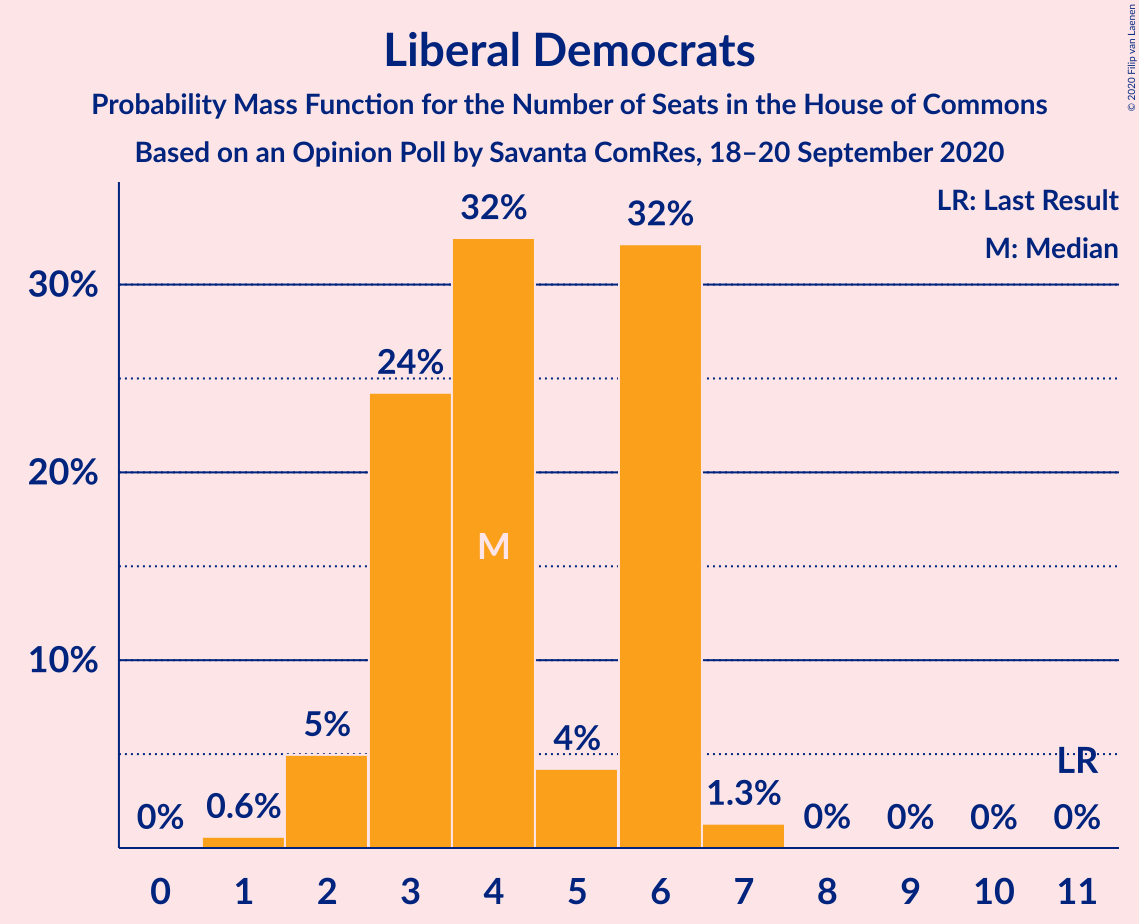 © 2020 Filip van Laenen
Liberal Democrats
Probability Mass Function for the Number of Seats in the House of Commons
Based on an Opinion Poll by Savanta ComRes, 18–20 September 2020
LR: Last Result
M: Median
32%
32%
30%
24%
20%
M
10%
5%
4%
LR
0%
0.6%
1.3%
0%
0%
0%
0%
0 1 2 3 4 5 6 7 8 9 10 11